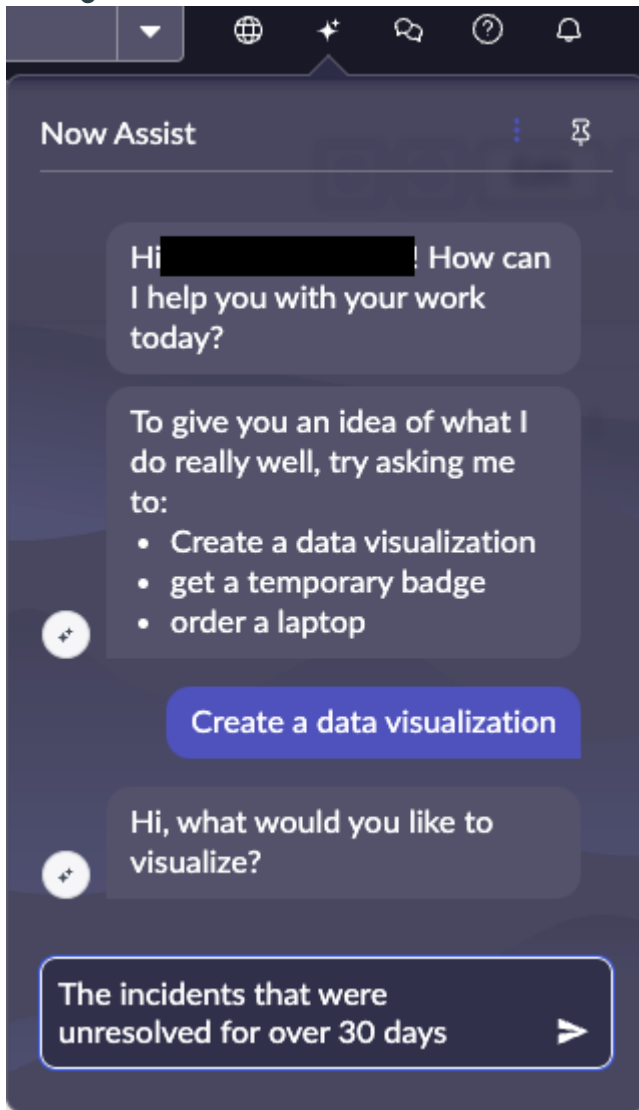 Now Assist
Hi ! How can
I help you with your work
today?
To give you an idea of what I
do really well, try asking me
to:
• Create a data visualization
• get a temporary badge
• order a laptop
Create a data visualization
Hi, what would you like to
visualize?
The incidents that were
unresolved for over 30 days